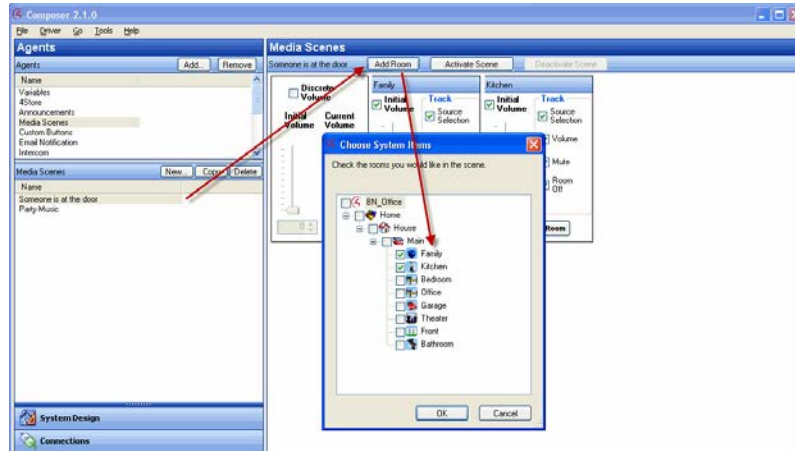 Composer 2.1.0
File Driver Go Tools Help
Agents
Agents Add... Remove
Name
Variables
4Store
Announcements
Media Scenes
Custom Buttons
Email Notification
Intercom
Media Scenes New... Copy Delete
Name
Someone is at the door
Party Music
System Design
Connections
Media Scenes
Someone is at the door Add Room Activate Scene Deactivate Scene
Discrete Volume
Initial Volume Current Volume
0
Family
Initial Volume Track
Source Selection
Kitchen
Initial Volume Track
Source Selection
Volume
Mute
Room Off
Room
Choose System Items
Check the rooms you would like in the scene.
BN_Office
Home
House
Main
Family
Kitchen
Bedroom
Office
Garage
Theater
Front
Bathroom
OK Cancel